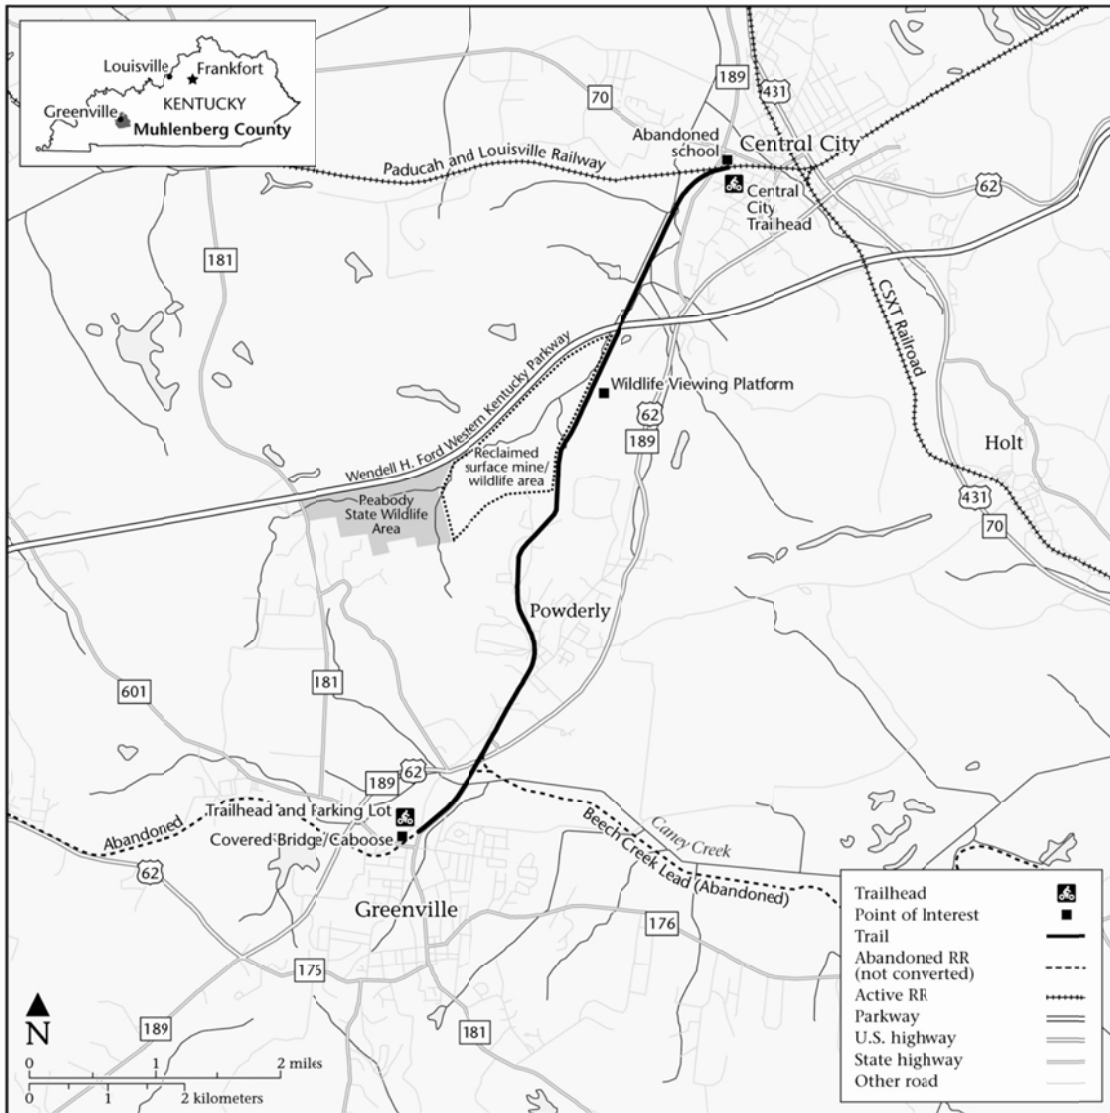 Louisville
Frankfort
KENTUCKY
Greenville
Muhlenberg County
189
431
70
Abandoned
school
Central City
Paducah and Louisville Railway
Central
City
Trailhead
62
181
CSXT Railroad
Wendell H. Ford Western Kentucky Parkway
Wildlife Viewing Platform
62
189
Holt
Reclaimed
surface mine/
wildlife area
Peabody
State Wildlife
Area
431
70
Powderly
601
181
62
189
Trailhead and Parking Lot
Covered Bridge/Caboose
Abandoned
62
Caney Creek
Beech Creek Lead (Abandoned)
Greenville
176
175
189
181
N
0 1 2 miles
0 1 2 kilometers
Trailhead
Point of Interest
Trail
Abandoned RR
(not converted)
Active RR
Parkway
U.S. highway
State highway
Other road